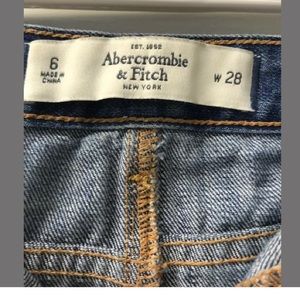 EST. 1892
6
MADE IN
CHINA
Abercrombie
& Fitch
NEW YORK
W 28